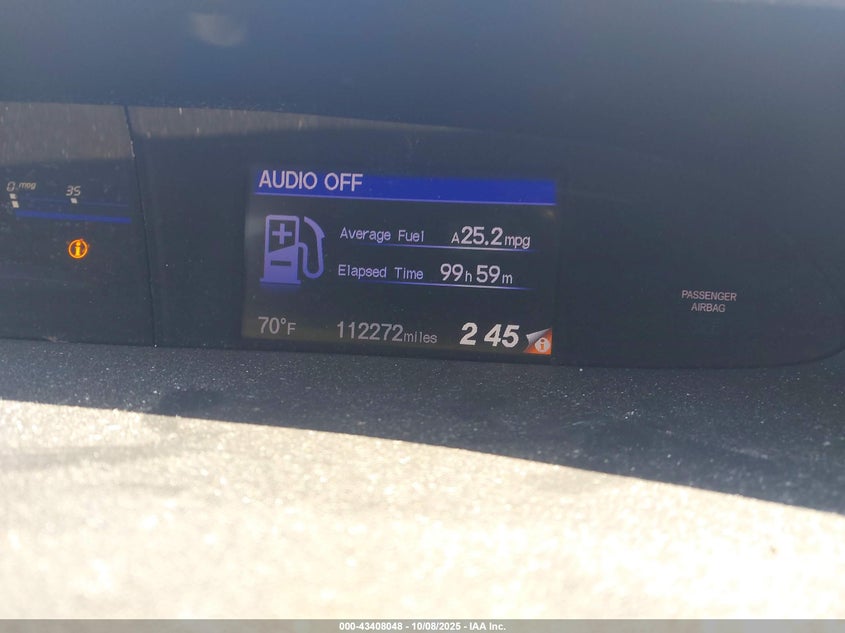 0 mpg 35
AUDIO OFF
Average Fuel A25.2mpg
Elapsed Time 99h59m
70°F 112272miles 2 45
PASSENGER
AIRBAG
000-43408048 - 10/08/2025 - IAA Inc.